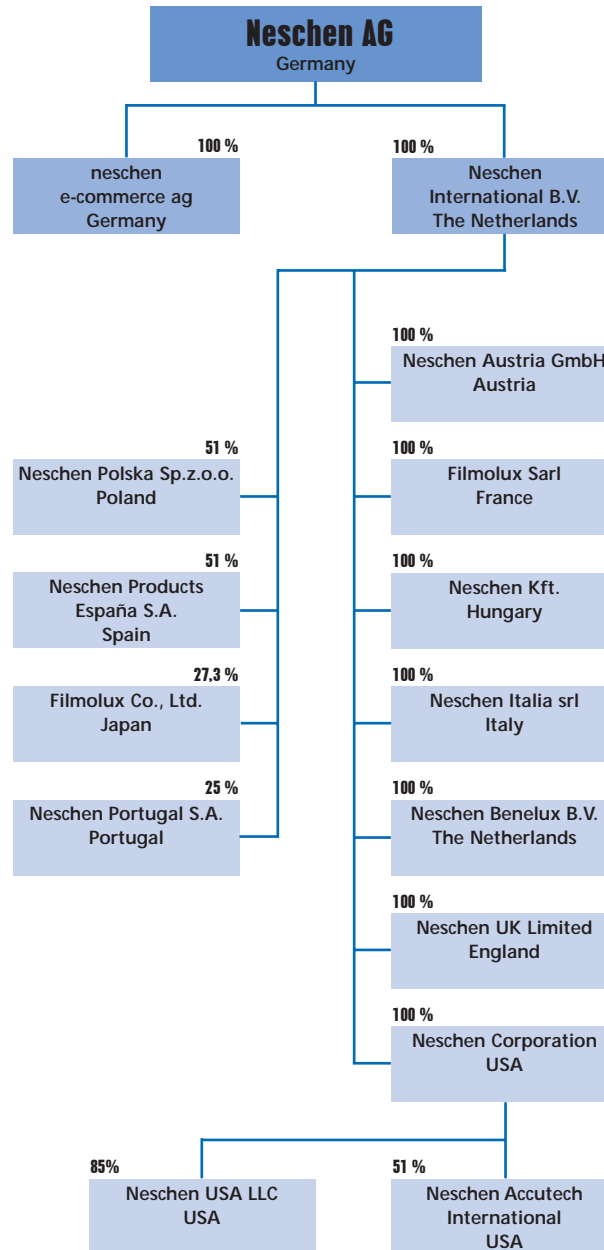 Neschen AG
Germany
100 %
neschen
e-commerce ag
Germany
100 %
Neschen
International B.V.
The Netherlands
100 %
Neschen Austria GmbH
Austria
51 %
Neschen Polska Sp.z.o.o.
Poland
100 %
Filmolux Sarl
France
51 %
Neschen Products
España S.A.
Spain
100 %
Neschen Kft.
Hungary
27,3 %
Filmolux Co., Ltd.
Japan
100 %
Neschen Italia srl
Italy
25 %
Neschen Portugal S.A.
Portugal
100 %
Neschen Benelux B.V.
The Netherlands
100 %
Neschen UK Limited
England
100 %
Neschen Corporation
USA
85%
Neschen USA LLC
USA
51 %
Neschen Accutech
International
USA